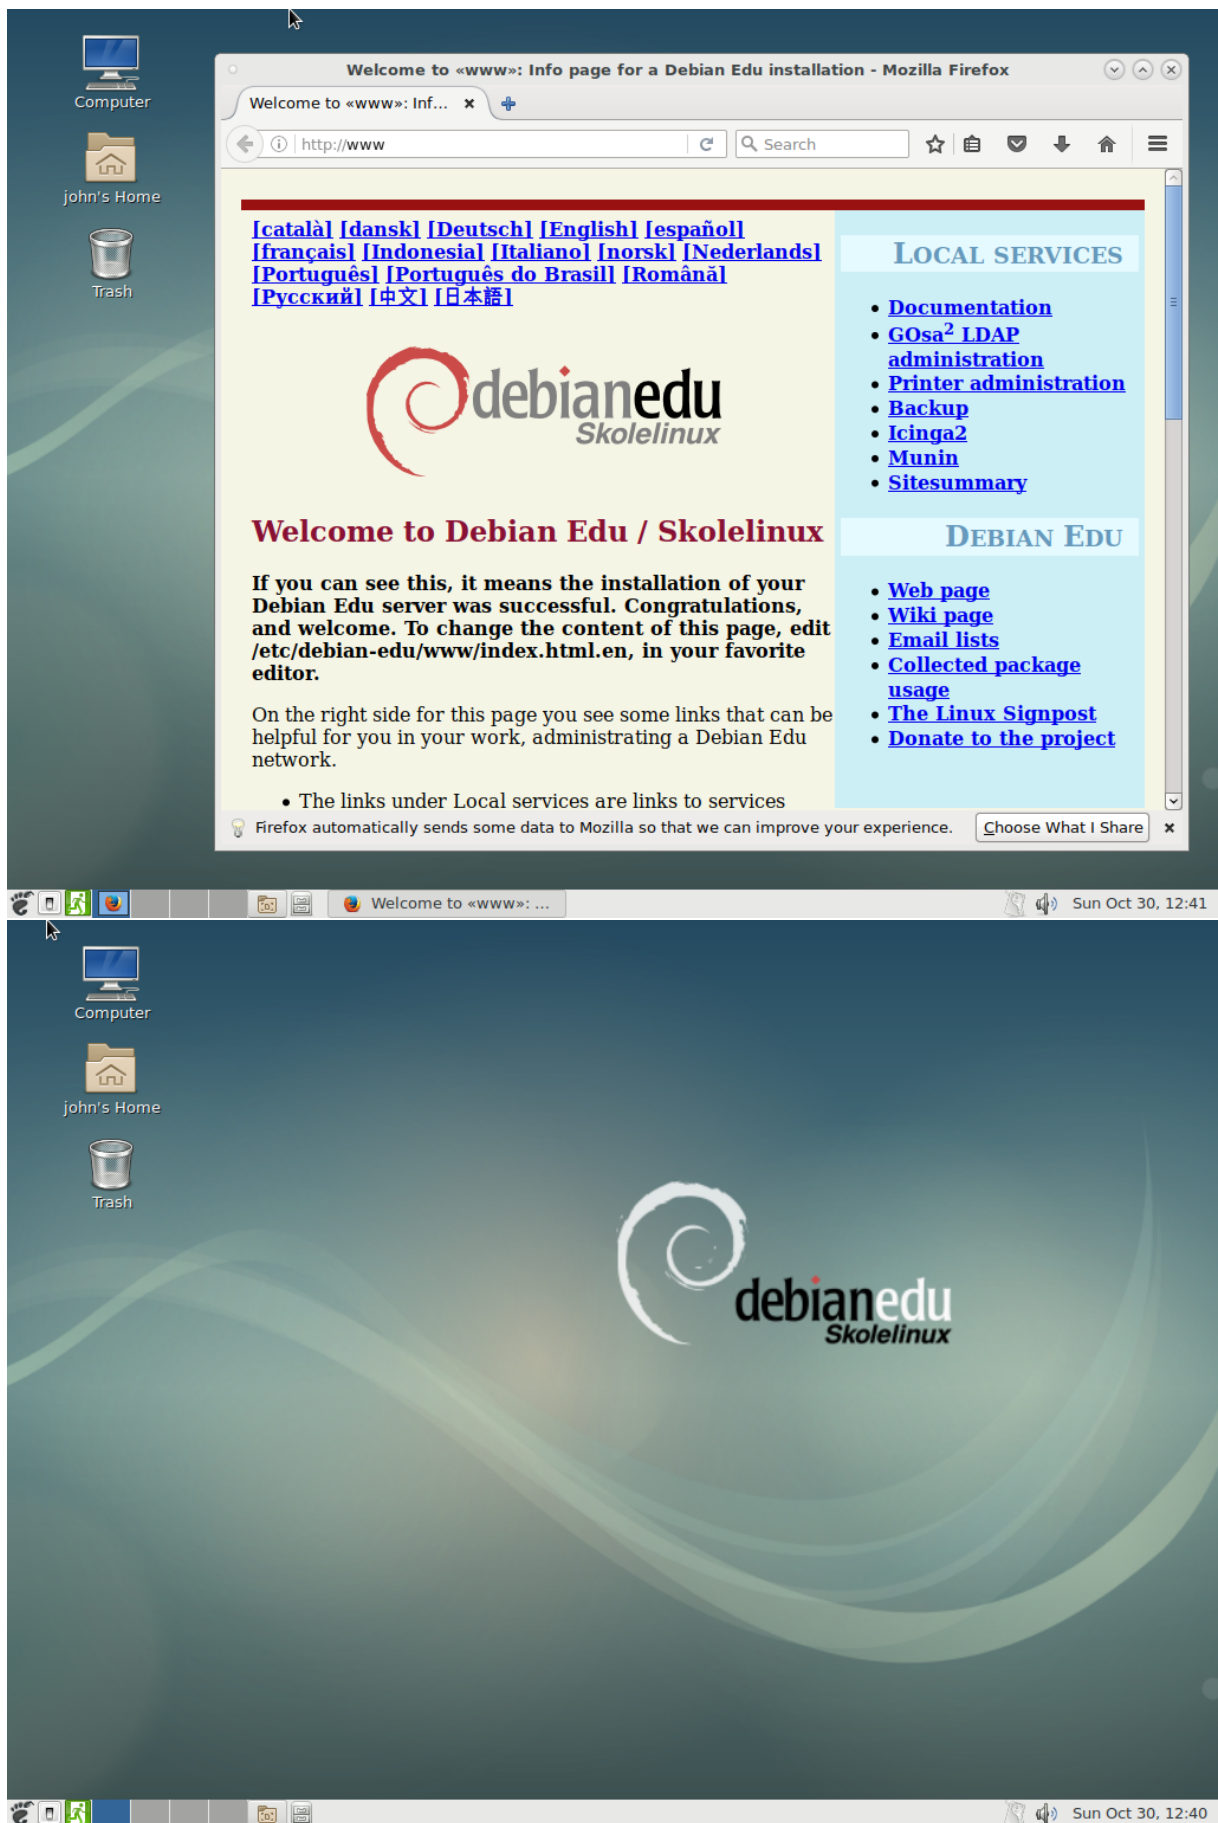 Computer
john's Home
Trash
Welcome to «www»: Info page for a Debian Edu installation - Mozilla Firefox
Welcome to «www»: Inf...
http://www
Search
[català] [dansk] [Deutsch] [English] [español]
[français] [Indonesia] [Italiano] [norsk] [Nederlands]
[Português] [Português do Brasil] [Română]
[Русский] [中文] [日本語]
debianedu
Skolelinux
Welcome to Debian Edu / Skolelinux
If you can see this, it means the installation of your
Debian Edu server was successful. Congratulations,
and welcome. To change the content of this page, edit
/etc/debian-edu/www/index.html.en, in your favorite
editor.
On the right side for this page you see some links that can be
helpful for you in your work, administrating a Debian Edu
network.
• The links under Local services are links to services
Local services
• Documentation
• GOsa² LDAP
administration
• Printer administration
• Backup
• Icinga2
• Munin
• Sitesummary
Debian Edu
• Web page
• Wiki page
• Email lists
• Collected package
usage
• The Linux Signpost
• Donate to the project
Firefox automatically sends some data to Mozilla so that we can improve your experience.
Choose What I Share
Welcome to «www»: ...
Sun Oct 30, 12:41
Computer
john's Home
Trash
debianedu
Skolelinux
Sun Oct 30, 12:40